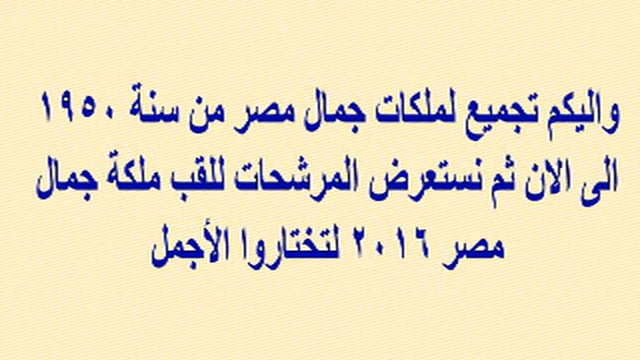 واليكم تجميع لملكات جمال مصر من سنة ١٩٥٠
الى الان ثم نستعرض المرشحات للقب ملكة جمال
مصر ٢٠١٦ لتختاروا الأجمل